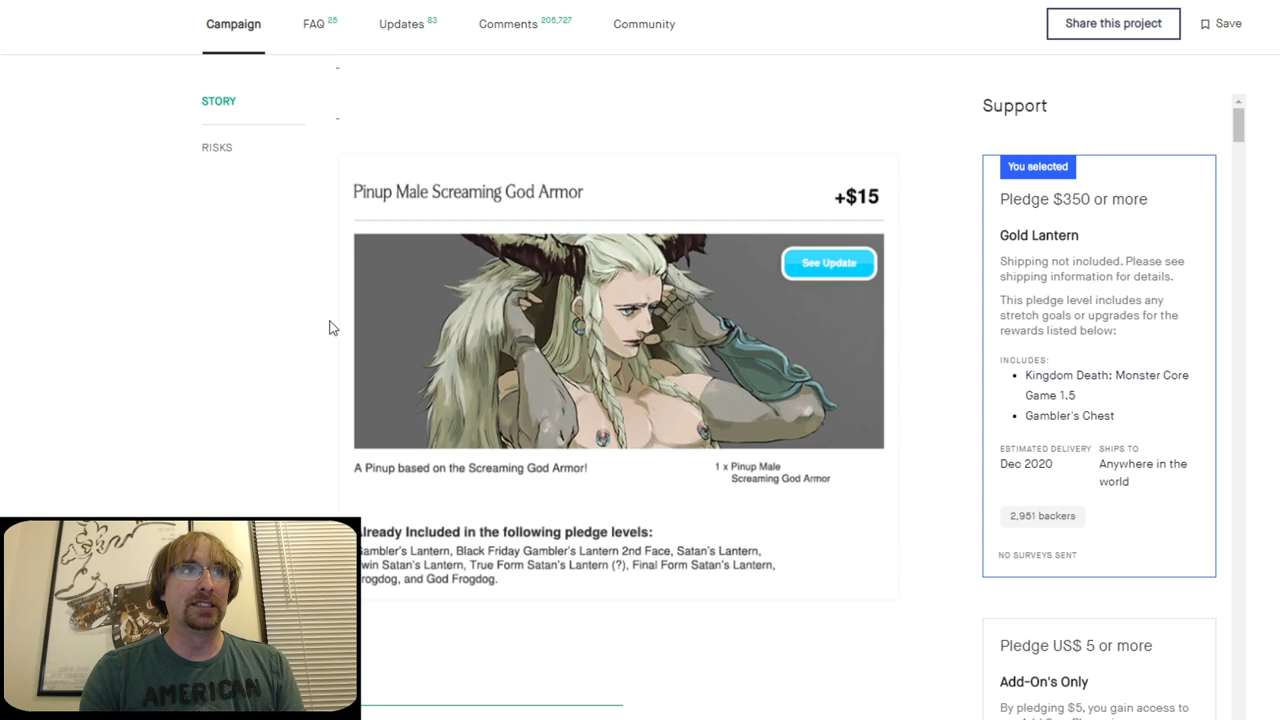 Campaign
FAQ 25
Updates 83
Comments 205,727
Community
Share this project
Save
STORY
RISKS
Pinup Male Screaming God Armor
+$15
See Update
A Pinup based on the Screaming God Armor!
1 x Pinup Male
Screaming God Armor
Already Included in the following pledge levels:
Gambler's Lantern, Black Friday Gambler's Lantern 2nd Face, Satan's Lantern,
win Satan's Lantern, True Form Satan's Lantern (?), Final Form Satan's Lantern,
rogdog, and God Frogdog.
Support
You selected
Pledge $350 or more
Gold Lantern
Shipping not included. Please see
shipping information for details.
This pledge level includes any
stretch goals or upgrades for the
rewards listed below:
INCLUDES:
• Kingdom Death: Monster Core
Game 1.5
• Gambler's Chest
ESTIMATED DELIVERY
Dec 2020
SHIPS TO
Anywhere in the
world
2,951 backers
NO SURVEYS SENT
Pledge US$ 5 or more
Add-On's Only
By pledging $5, you gain access to
AMERICAN